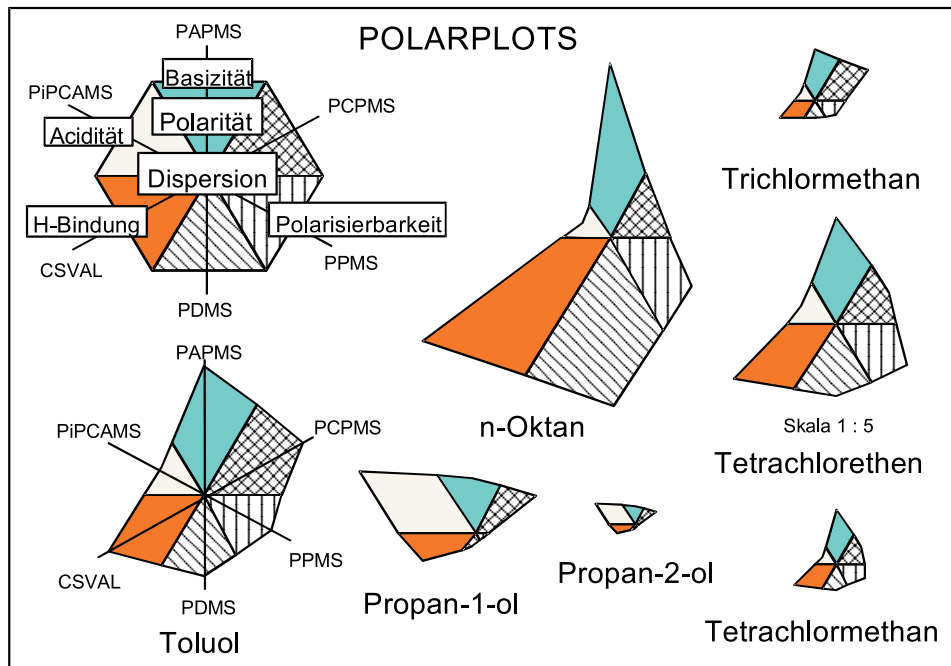 POLARPLOTS
PAPMS
Basizität
PiPCAMS
PCPMS
Acidität
Polarität
Dispersion
H-Bindung
Polarisierbarkeit
CSVAL
PPMS
PDMS
Trichlormethan
n-Oktan
Skala 1 : 5
Tetrachlorethen
PAPMS
PiPCAMS
PCPMS
CSVAL
PPMS
PDMS
Toluol
Propan-1-ol
Propan-2-ol
Tetrachlormethan